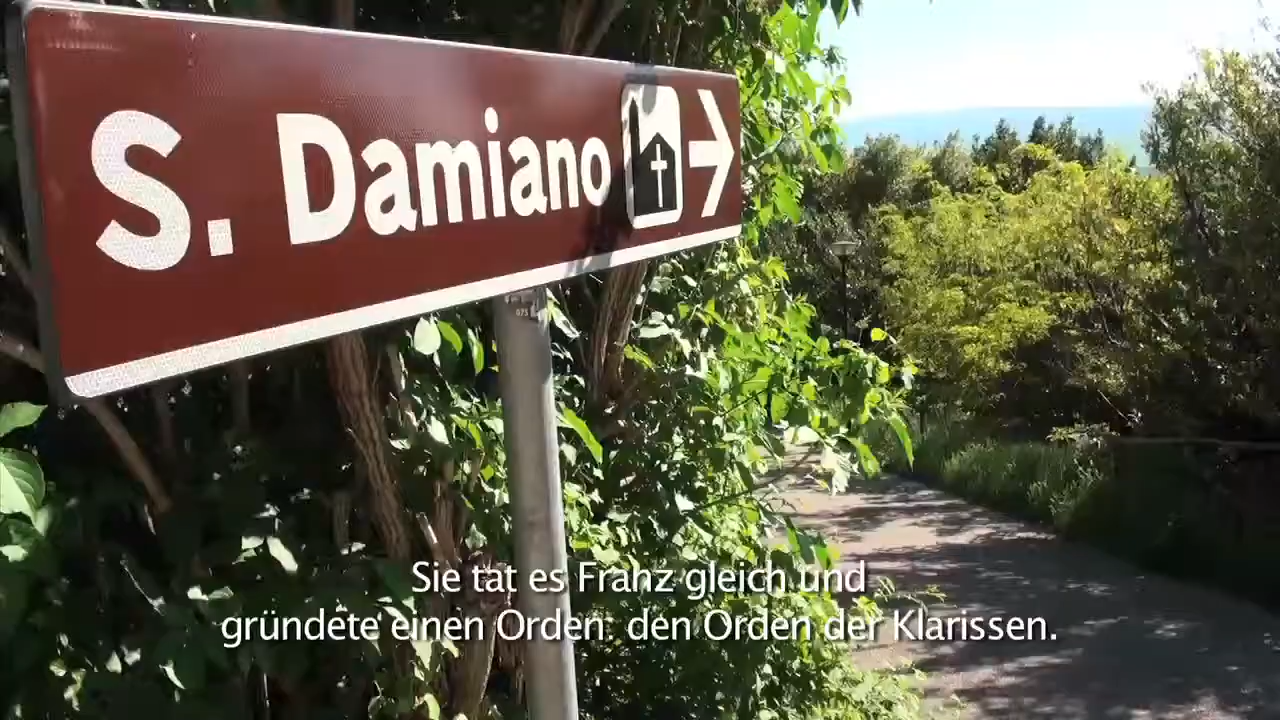 S. Damiano
Sie tat es Franz gleich und
gründete einen Orden den Orden der Klarissen.